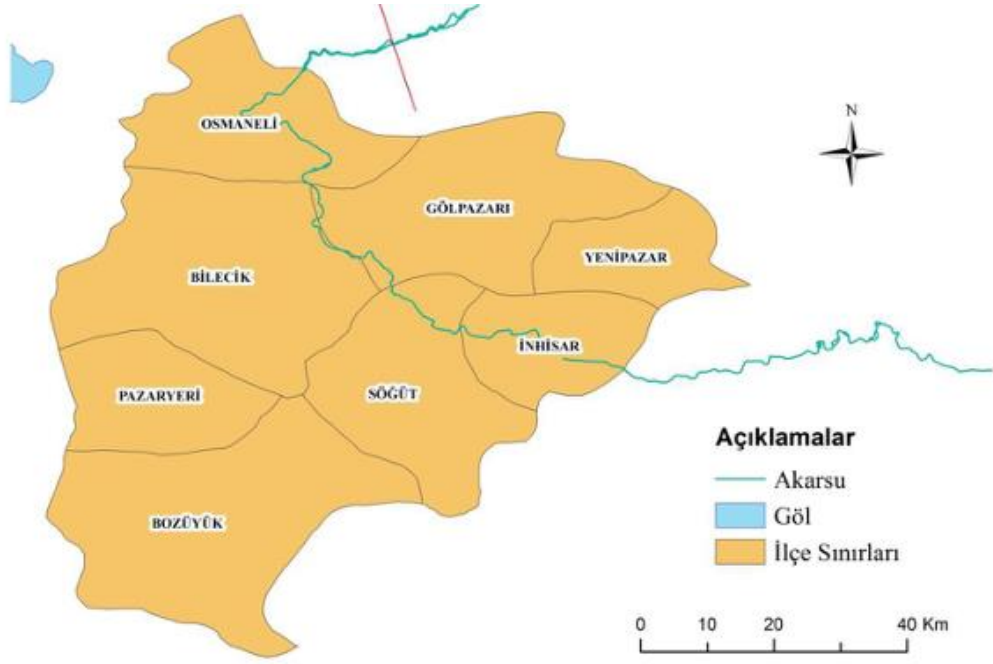 OSMANELİ
N
GÖLPAZARI
YENİPAZAR
BİLECİK
İNHİSAR
PAZARYERİ
SÖĞÜT
BOZÜYÜK
Açıklamalar
Akarsu
Göl
İlçe Sınırları
0 10 20 40 Km